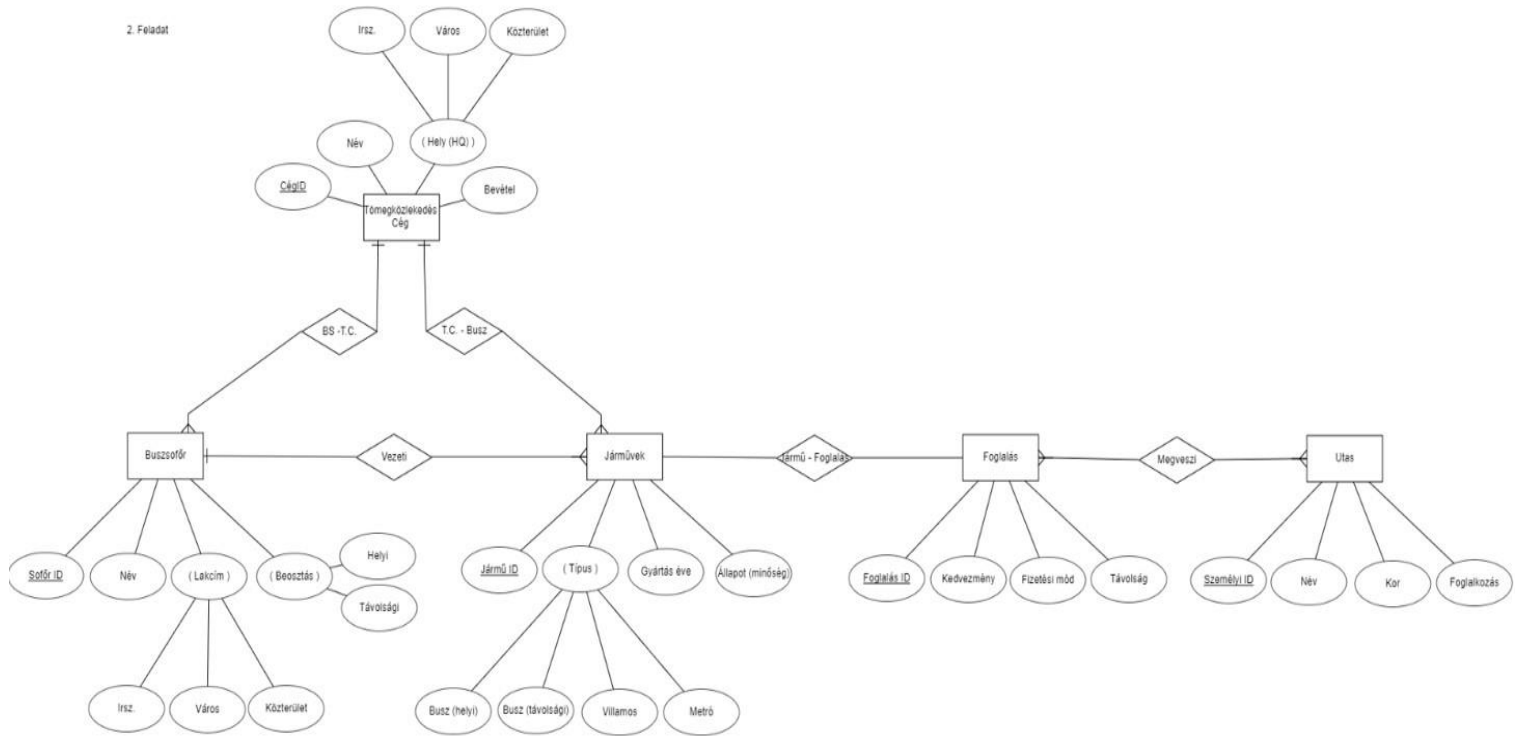 2. Feladat
Irsz.
Város
Közterület
Név
( Hely (HQ) )
CégID
Bevétel
Tömegközlekedés
Cég
BS -T.C.
T.C. - Busz
Buszsofőr
Vezeti
Járművek
Jármű - Foglalás
Foglalás
Megveszi
Utas
Sofőr ID
Név
( Lakcím )
( Beosztás )
Helyi
Távolsági
Jármű ID
( Típus )
Gyártás éve
Állapot (minőség)
Foglalás ID
Kedvezmény
Fizetési mód
Távolság
Személyi ID
Név
Kor
Foglalkozás
Irsz.
Város
Közterület
Busz (helyi)
Busz (távolsági)
Villamos
Metró